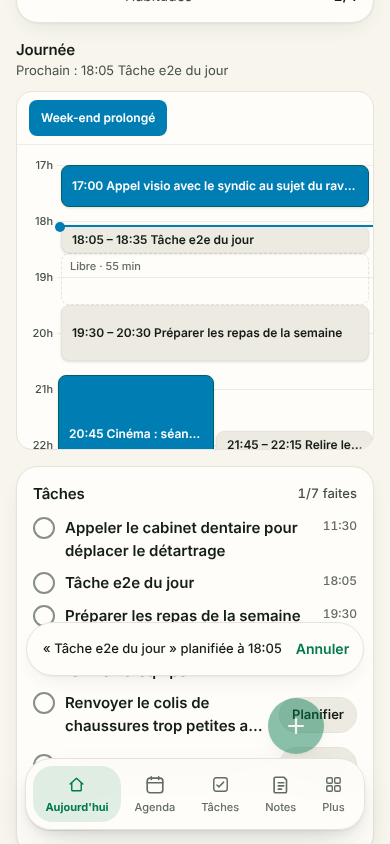 Journée
Prochain : 18:05 Tâche e2e du jour
Week-end prolongé
17h
17:00 Appel visio avec le syndic au sujet du rav...
18h
18:05 – 18:35 Tâche e2e du jour
Libre · 55 min
19h
19:30 – 20:30 Préparer les repas de la semaine
20h
21h
20:45 Cinéma : séan...
21:45 – 22:15 Relire le...
22h
Tâches
1/7 faites
Appeler le cabinet dentaire pour
déplacer le détartrage
11:30
Tâche e2e du jour
18:05
Préparer les repas de la semaine
19:30
« Tâche e2e du jour » planifiée à 18:05
Annuler
Renvoyer le colis de
chaussures trop petites a...
Planifier
Aujourd'hui
Agenda
Tâches
Notes
Plus